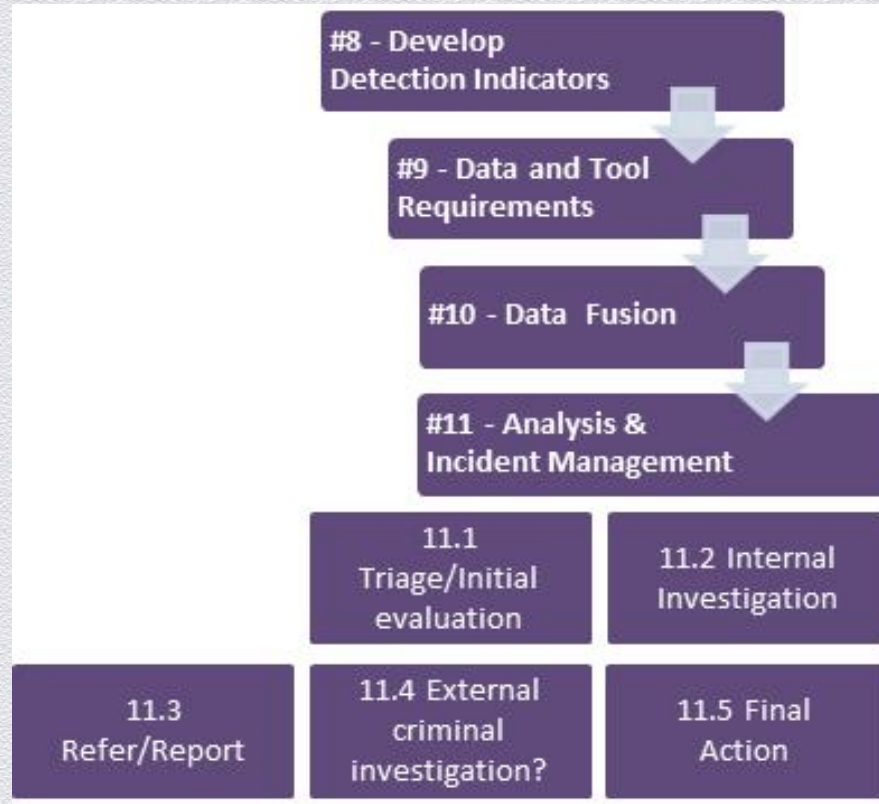 #8 - Develop
Detection Indicators
#9 - Data and Tool
Requirements
#10 - Data Fusion
#11 - Analysis &
Incident Management
11.1
Triage/Initial
evaluation
11.2 Internal
Investigation
11.3
Refer/Report
11.4 External
criminal
investigation?
11.5 Final
Action